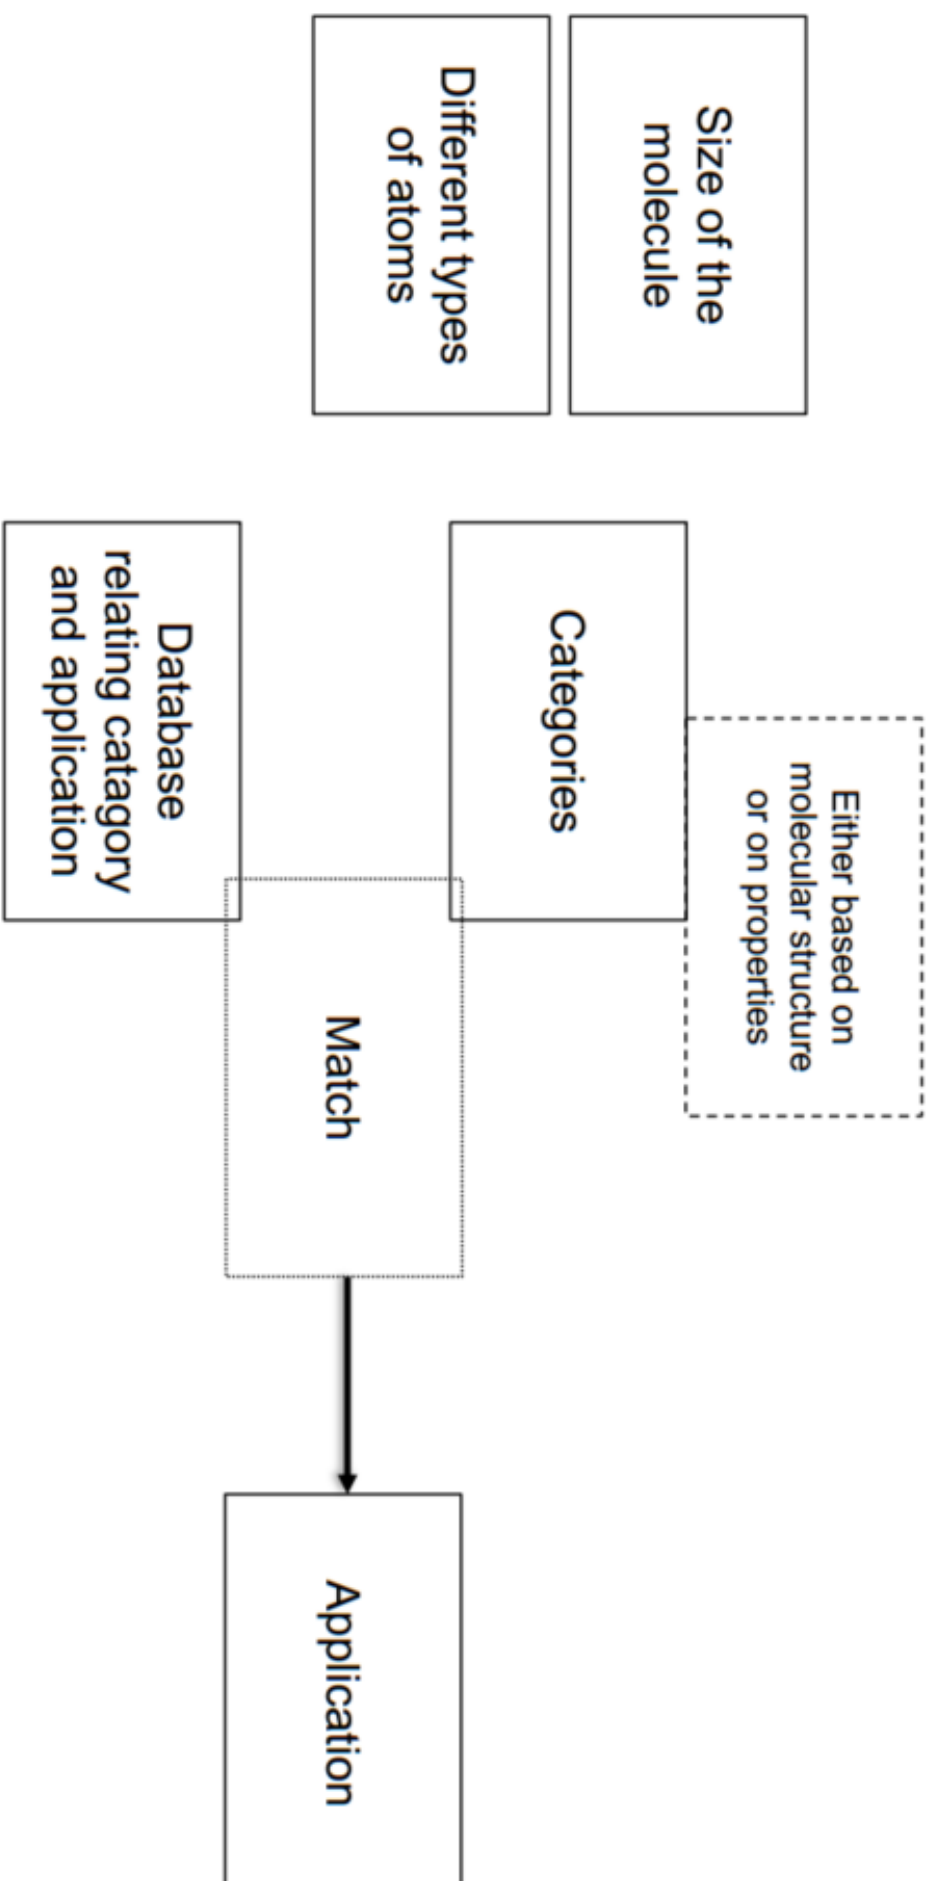 Size of the
molecule
Different types
of atoms
Either based on
molecular structure
or on properties
Categories
Database
relating catagory
and application
Match
Application